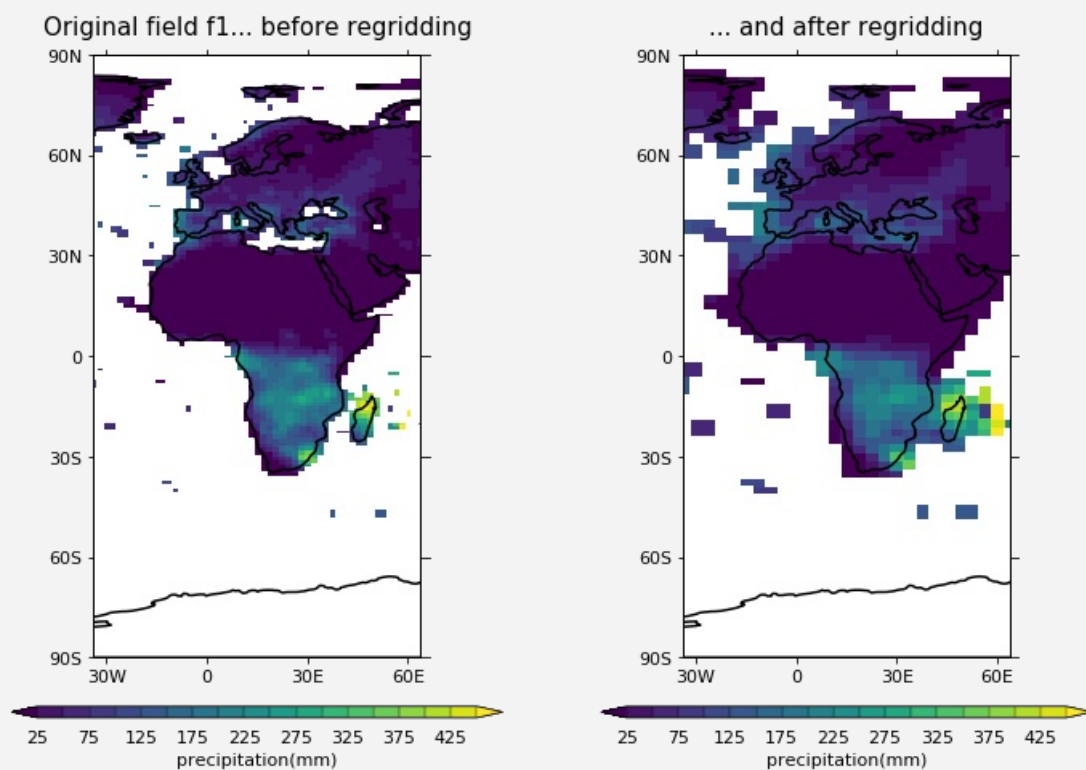 Original field f1... before regridding
90N
60N
30N
0
30S
60S
90S
30W 0 30E 60E
25 75 125 175 225 275 325 375 425
precipitation(mm)
... and after regridding
90N
60N
30N
0
30S
60S
90S
30W 0 30E 60E
25 75 125 175 225 275 325 375 425
precipitation(mm)